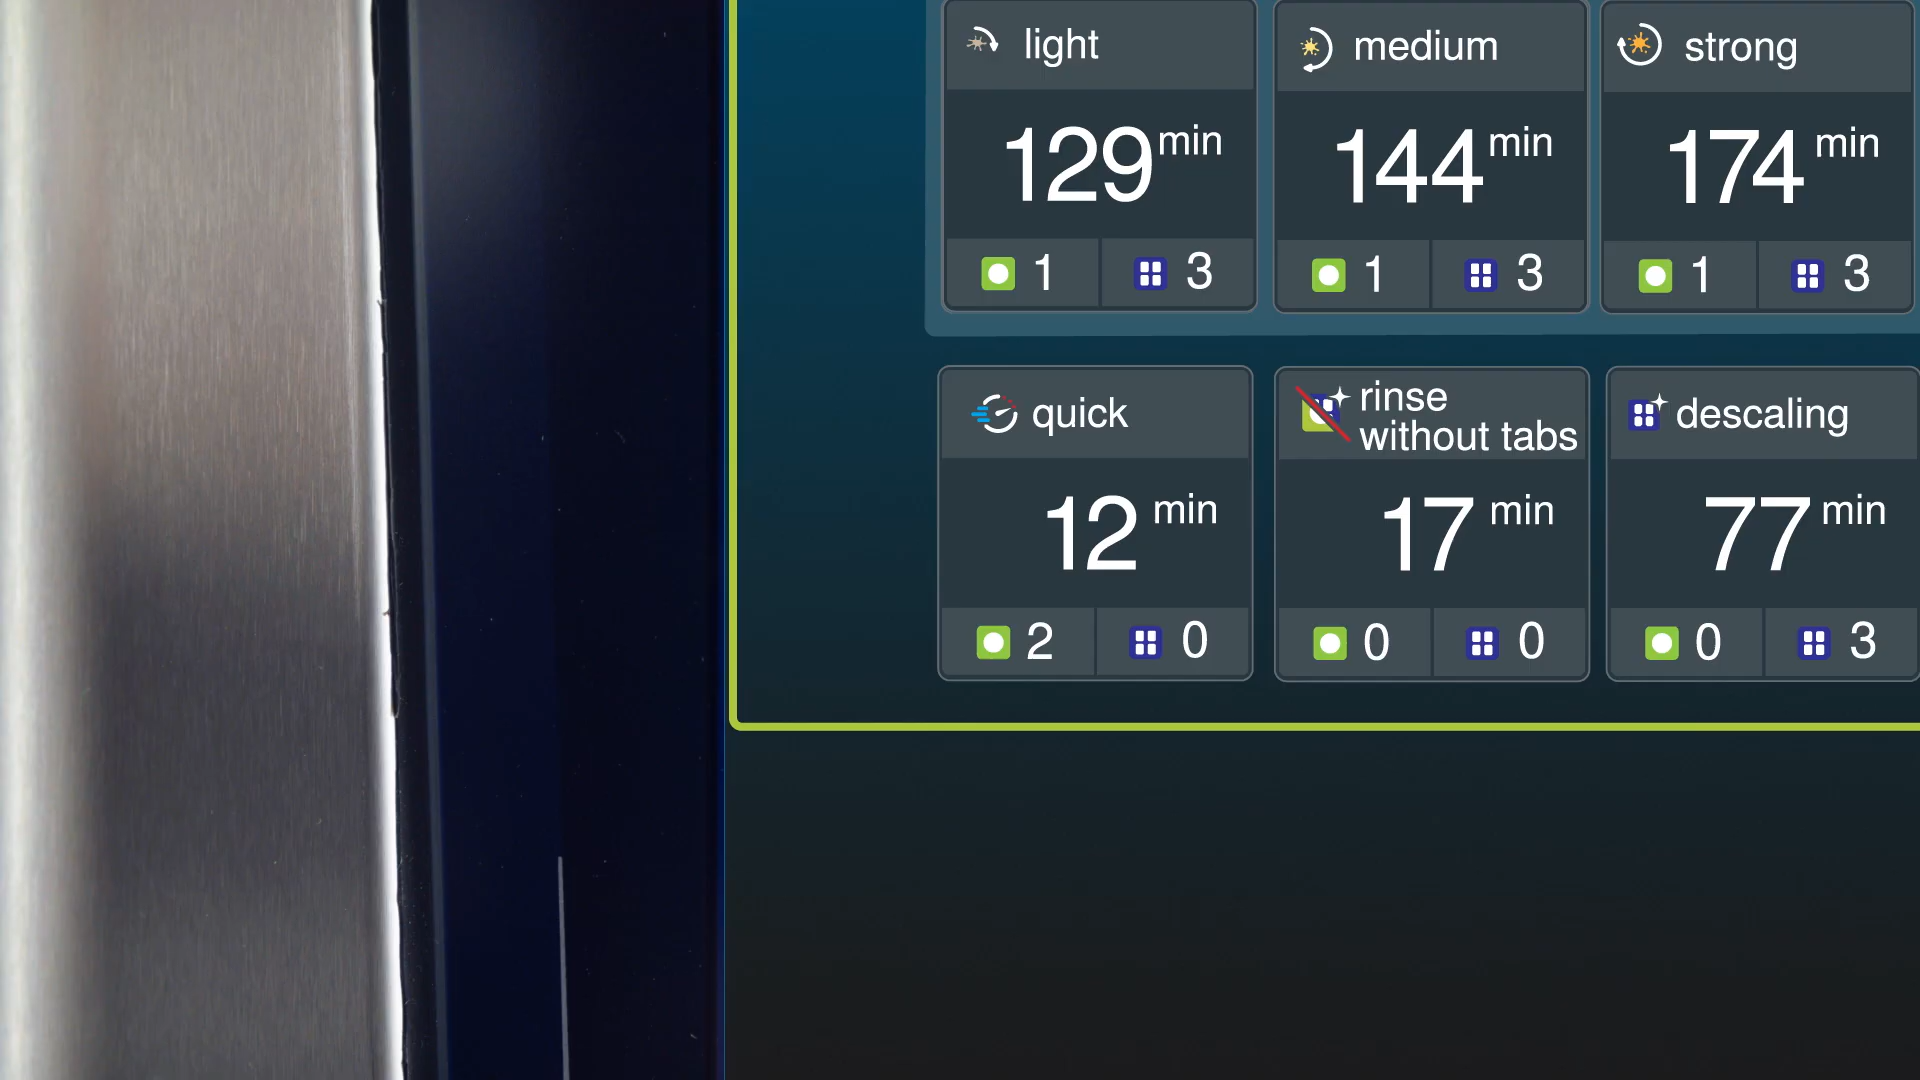 light medium strong
129 min 144 min 174 min
1 3 1 3 1 3
quick rinse without tabs descaling
12 min 17 min 77 min
2 0 0 0 0 3